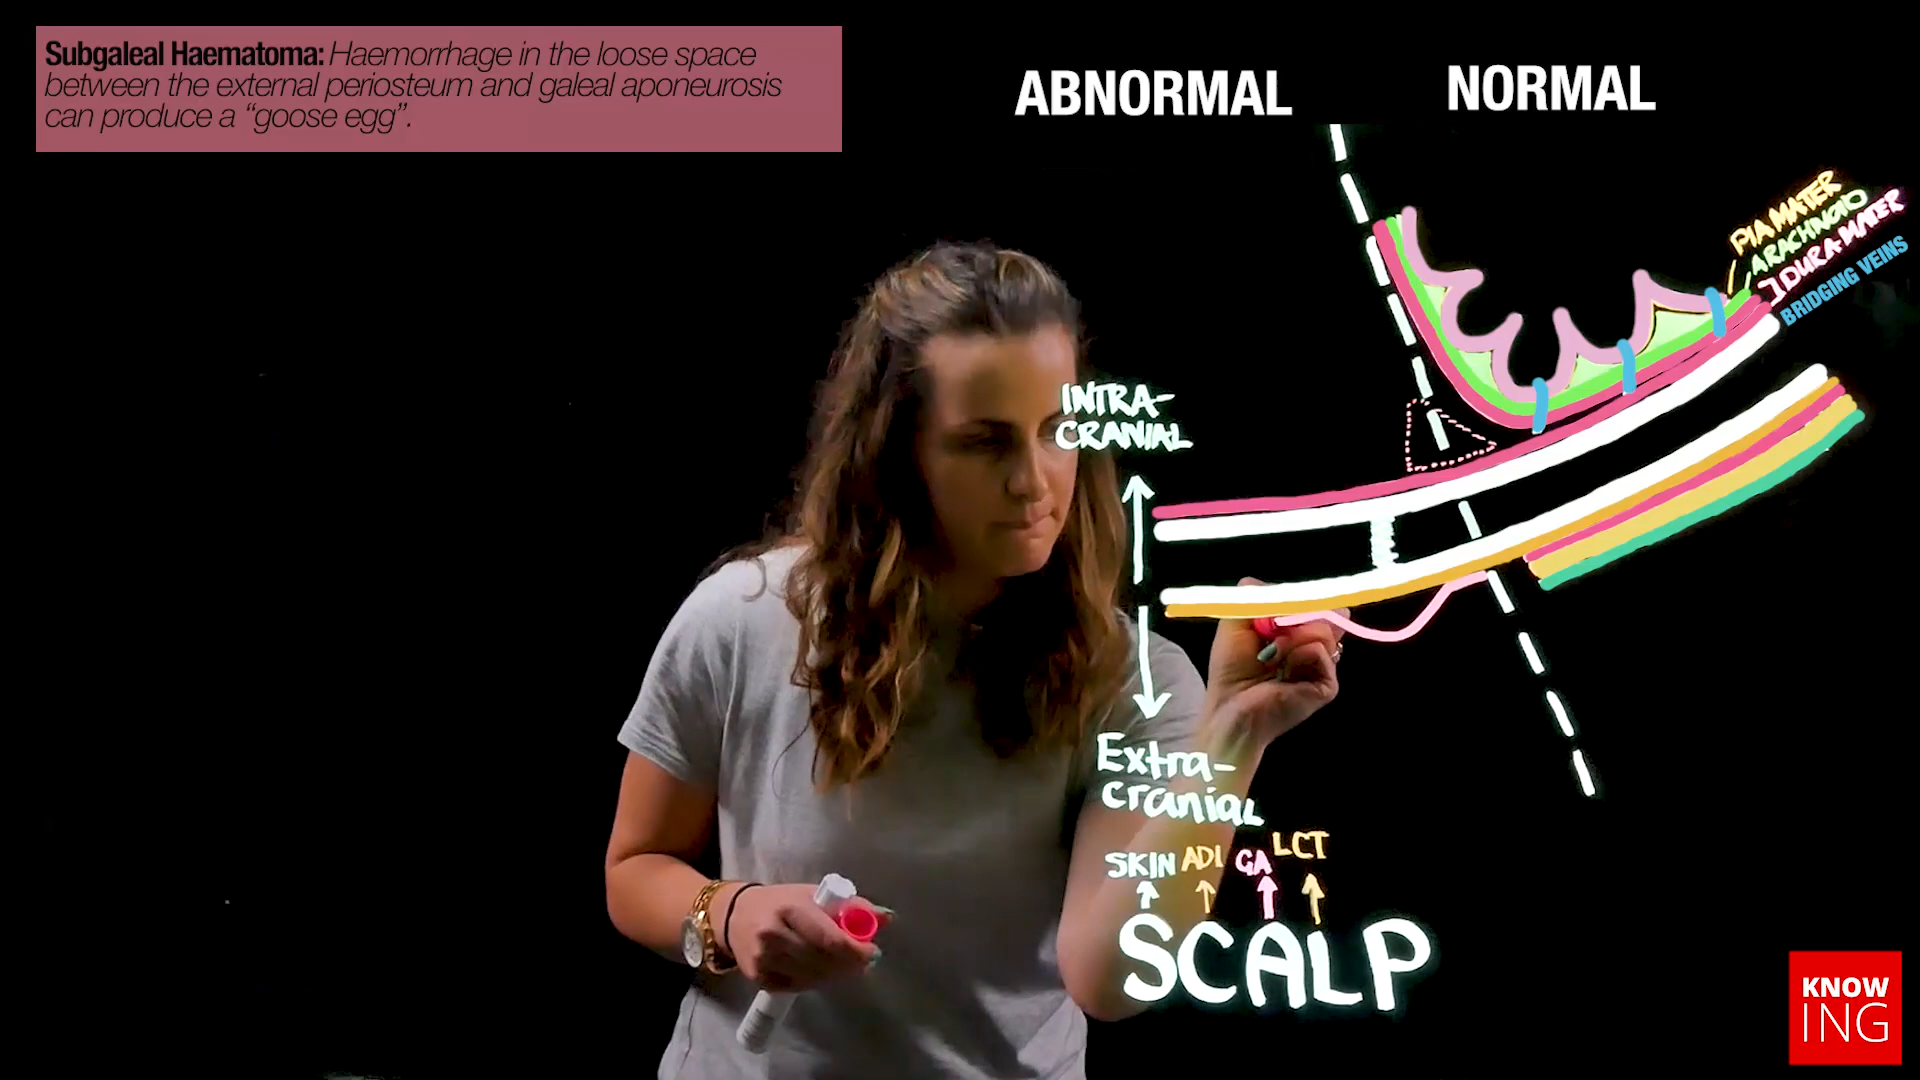 Subgaleal Haematoma: Haemorrhage in the loose space
between the external periosteum and galeal aponeurosis
can produce a "goose egg".
ABNORMAL
NORMAL
PIA MATER
ARACHNOID
DURA MATER
BRIDGING VEINS
INTRA-
CRANIAL
Extra-
cranial
SKIN ADI GA LCT
SCALP
KNOW
ING